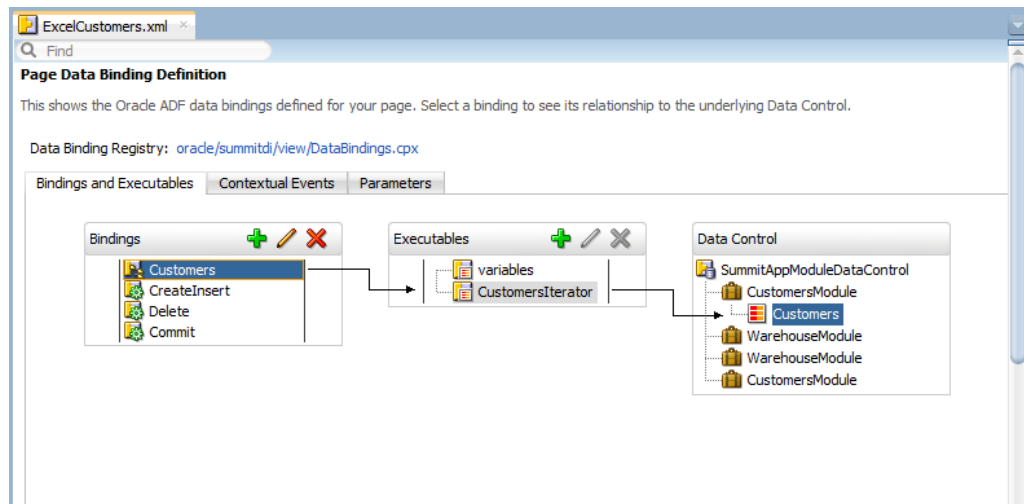 ExcelCustomers.xml
Find
Page Data Binding Definition
This shows the Oracle ADF data bindings defined for your page. Select a binding to see its relationship to the underlying Data Control.
Data Binding Registry: oracle/summitdi/view/DataBindings.cpx
Bindings and Executables Contextual Events Parameters
Bindings
Customers
CreateInsert
Delete
Commit
Executables
variables
CustomersIterator
Data Control
SummitAppModuleDataControl
CustomersModule
Customers
WarehouseModule
WarehouseModule
CustomersModule